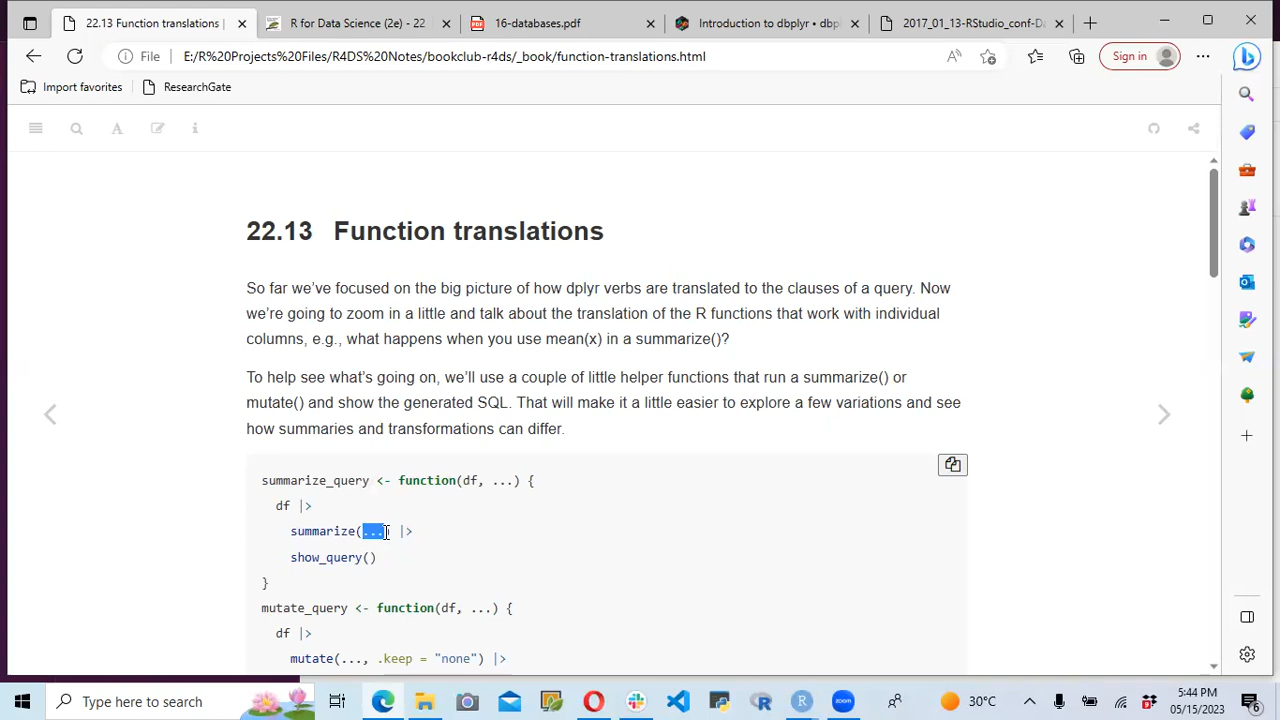 22.13 Function translations |
R for Data Science (2e) - 22
16-databases.pdf
Introduction to dbplyr • dbp
2017_01_13-RStudio_conf-Da
File
E:/R%20Projects%20Files/R4DS%20Notes/bookclub-r4ds/_book/function-translations.html
Sign in
Import favorites
ResearchGate
22.13 Function translations
So far we've focused on the big picture of how dplyr verbs are translated to the clauses of a query. Now
we're going to zoom in a little and talk about the translation of the R functions that work with individual
columns, e.g., what happens when you use mean(x) in a summarize()?
To help see what's going on, we'll use a couple of little helper functions that run a summarize() or
mutate() and show the generated SQL. That will make it a little easier to explore a few variations and see
how summaries and transformations can differ.
summarize_query <- function(df, ...) {
df |>
summarize(...) |>
show_query()
}
mutate_query <- function(df, ...) {
df |>
mutate(..., .keep = "none") |>
Type here to search
30°C
5:44 PM
05/15/2023
6